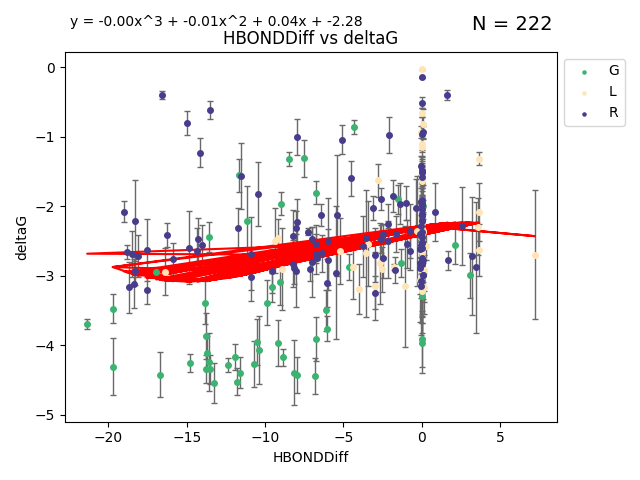 y = -0.00x^3 + -0.01x^2 + 0.04x + -2.28
N = 222
HBONDDiff vs deltaG
G
L
R
0
−1
−2
−3
−4
−5
deltaG
−20
−15
−10
−5
0
5
HBONDDiff